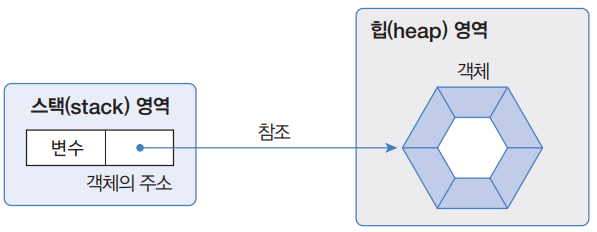 힙(heap) 영역
객체
스택(stack) 영역
변수
객체의 주소
참조